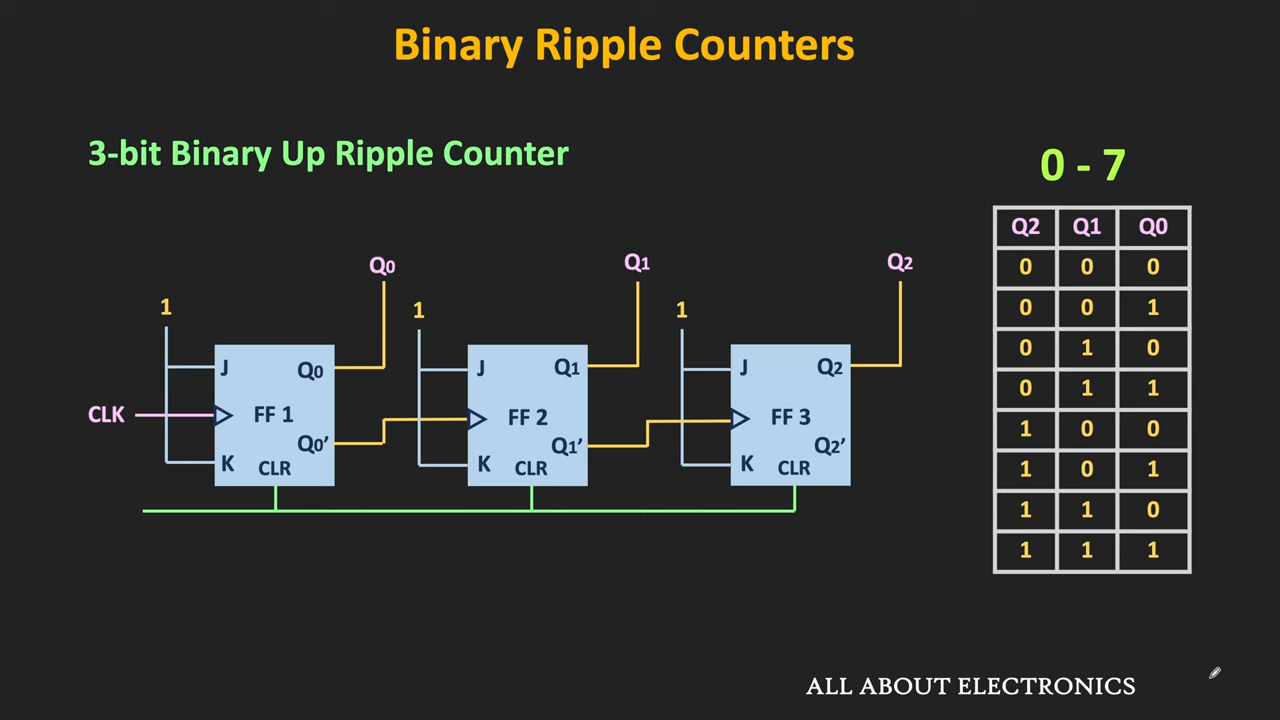 Binary Ripple Counters
3-bit Binary Up Ripple Counter
0 - 7
Q2 Q1 Q0
0 0 0
0 0 1
0 1 0
0 1 1
1 0 0
1 0 1
1 1 0
1 1 1
Q0 Q1 Q2
1 1 1
J Q0 J Q1 J Q2
CLK FF 1 FF 2 FF 3
Q0' Q1' Q2'
K CLR K CLR K CLR
ALL ABOUT ELECTRONICS